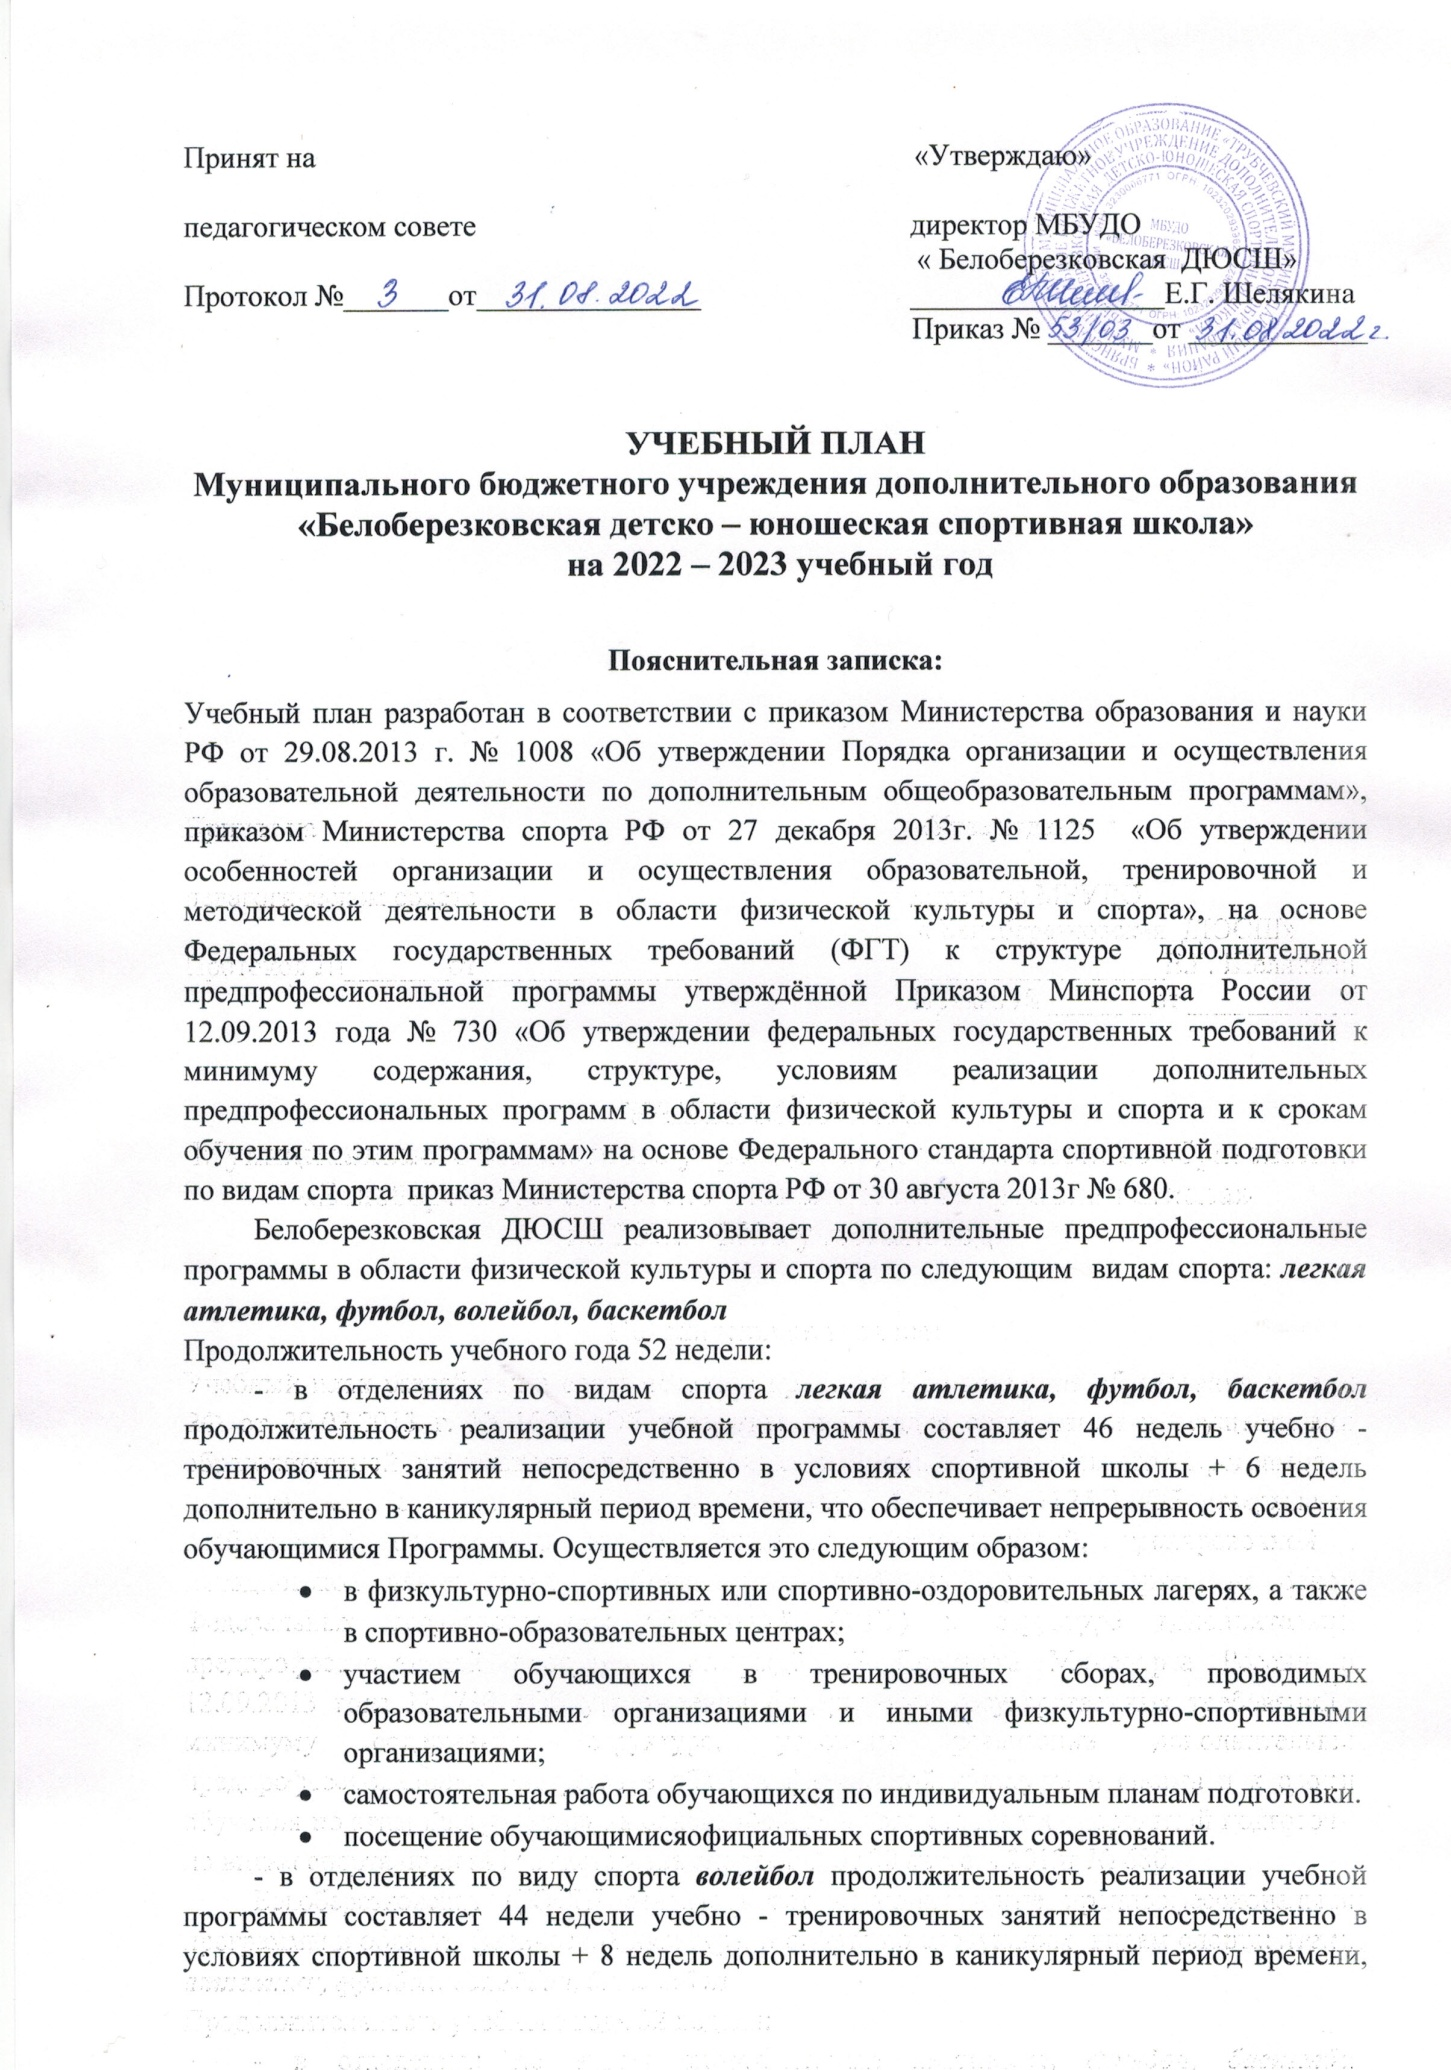 Принят на
педагогическом совете
Протокол № 3 от 31.08.2022
«Утверждаю»
директор МБУДО
« Белоберезковская ДЮСШ»
Е.Г. Шелякина
Приказ № 53/03 от 31.08.2022г.
МБУДО
«БЕЛОБЕРЕЗКОВСКАЯ
УЧЕБНЫЙ ПЛАН
Муниципального бюджетного учреждения дополнительного образования
«Белоберезковская детско – юношеская спортивная школа»
на 2022 – 2023 учебный год
Пояснительная записка:
Учебный план разработан в соответствии с приказом Министерства образования и науки
РФ от 29.08.2013 г. № 1008 «Об утверждении Порядка организации и осуществления
образовательной деятельности по дополнительным общеобразовательным программам»,
приказом Министерства спорта РФ от 27 декабря 2013г. № 1125 «Об утверждении
особенностей организации и осуществления образовательной, тренировочной и
методической деятельности в области физической культуры и спорта», на основе
Федеральных государственных требований (ФГТ) к структуре дополнительной
предпрофессиональной программы утверждённой Приказом Минспорта России от
12.09.2013 года № 730 «Об утверждении федеральных государственных требований к
минимуму содержания, структуре, условиям реализации дополнительных
предпрофессиональных программ в области физической культуры и спорта и к срокам
обучения по этим программам» на основе Федерального стандарта спортивной подготовки
по видам спорта приказ Министерства спорта РФ от 30 августа 2013г № 680.
Белоберезковская ДЮСШ реализовывает дополнительные предпрофессиональные
программы в области физической культуры и спорта по следующим видам спорта: легкая
атлетика, футбол, волейбол, баскетбол
Продолжительность учебного года 52 недели:
- в отделениях по видам спорта легкая атлетика, футбол, баскетбол
продолжительность реализации учебной программы составляет 46 недель учебно -
тренировочных занятий непосредственно в условиях спортивной школы + 6 недель
дополнительно в каникулярный период времени, что обеспечивает непрерывность освоения
обучающимися Программы. Осуществляется это следующим образом:
• в физкультурно-спортивных или спортивно-оздоровительных лагерях, а также
в спортивно-образовательных центрах;
• участием обучающихся в тренировочных сборах, проводимых
образовательными организациями и иными физкультурно-спортивными
организациями;
• самостоятельная работа обучающихся по индивидуальным планам подготовки.
• посещение обучающимисяофициальных спортивных соревнований.
- в отделениях по виду спорта волейбол продолжительность реализации учебной
программы составляет 44 недели учебно - тренировочных занятий непосредственно в
условиях спортивной школы + 8 недель дополнительно в каникулярный период времени,